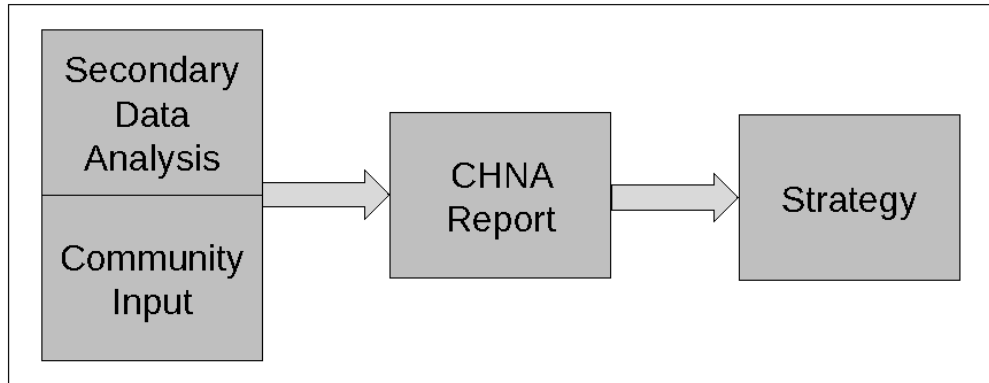 Secondary
Data
Analysis
Community
Input
CHNA
Report
Strategy